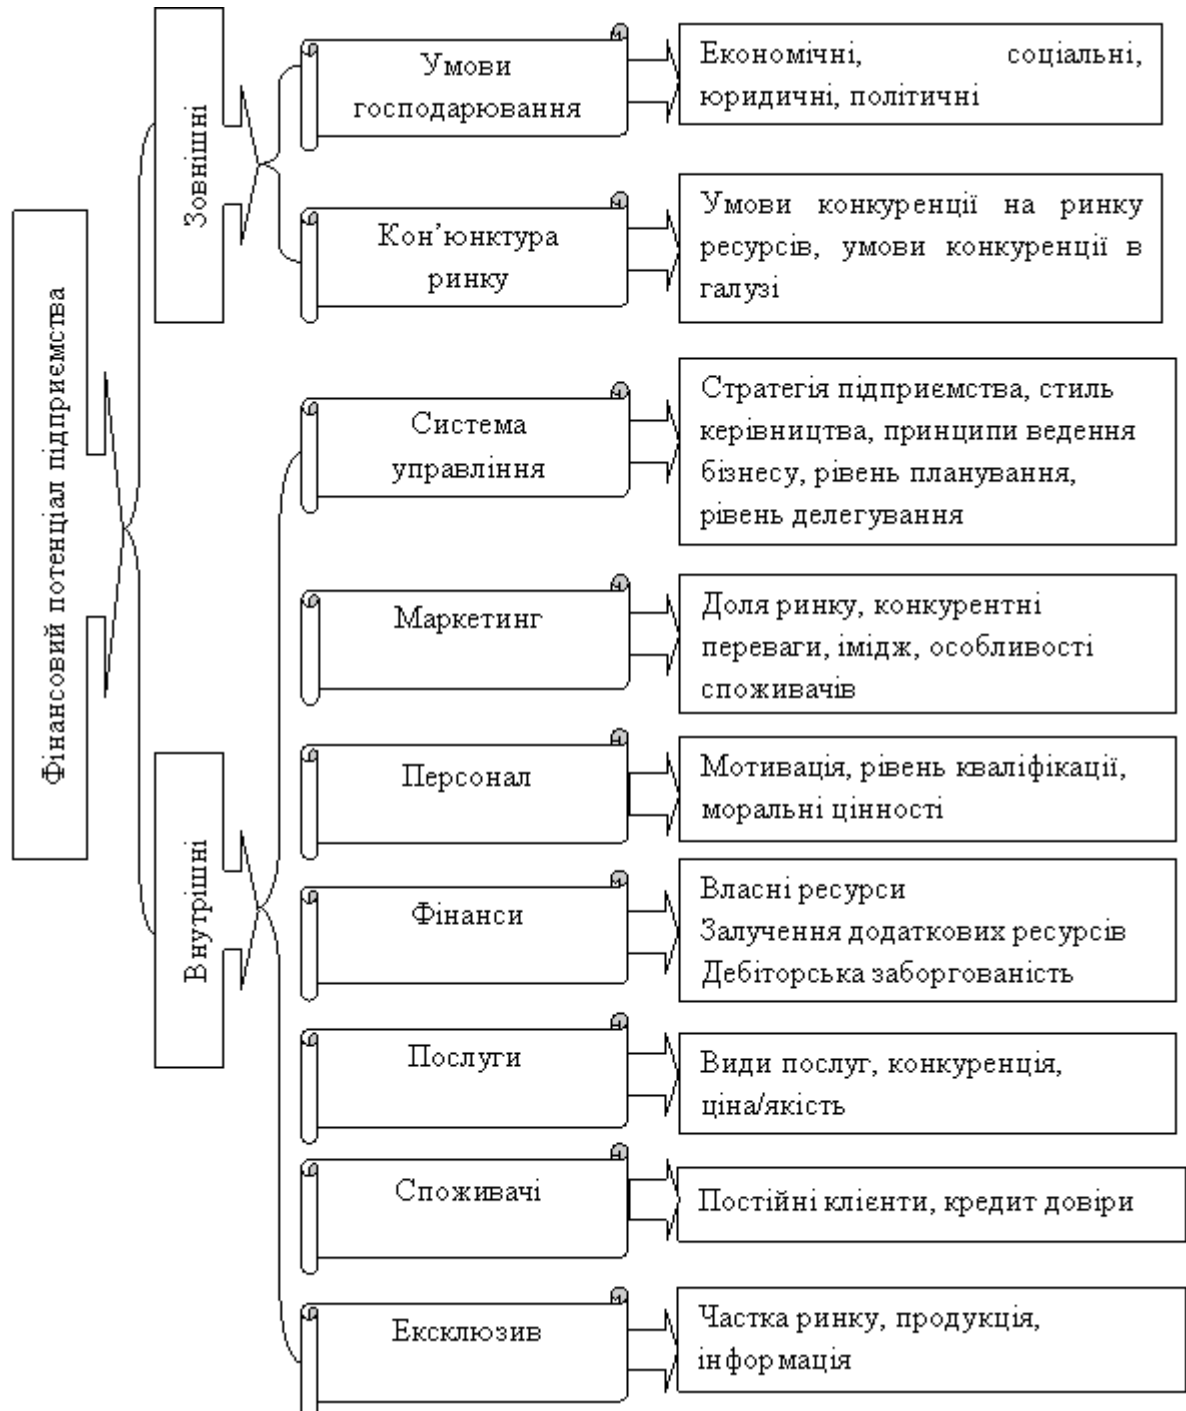 Фінансовий потенціал підприємства
Зовнішні
Умови
господарювання
Економічні, соціальні,
юридичні, політичні
Кон’юнктура
ринку
Умови конкуренції на ринку
ресурсів, умови конкуренції в
галузі
Внутрішні
Система
управління
Стратегія підприємства, стиль
керівництва, принципи ведення
бізнесу, рівень планування,
рівень делегування
Маркетинг
Доля ринку, конкурентні
переваги, імідж, особливості
споживачів
Персонал
Мотивація, рівень кваліфікації,
моральні цінності
Фінанси
Власні ресурси
Залучення додаткових ресурсів
Дебіторська заборгованість
Послуги
Види послуг, конкуренція,
ціна/якість
Споживачі
Постійні клієнти, кредит довіри
Ексклюзив
Частка ринку, продукція,
інформація